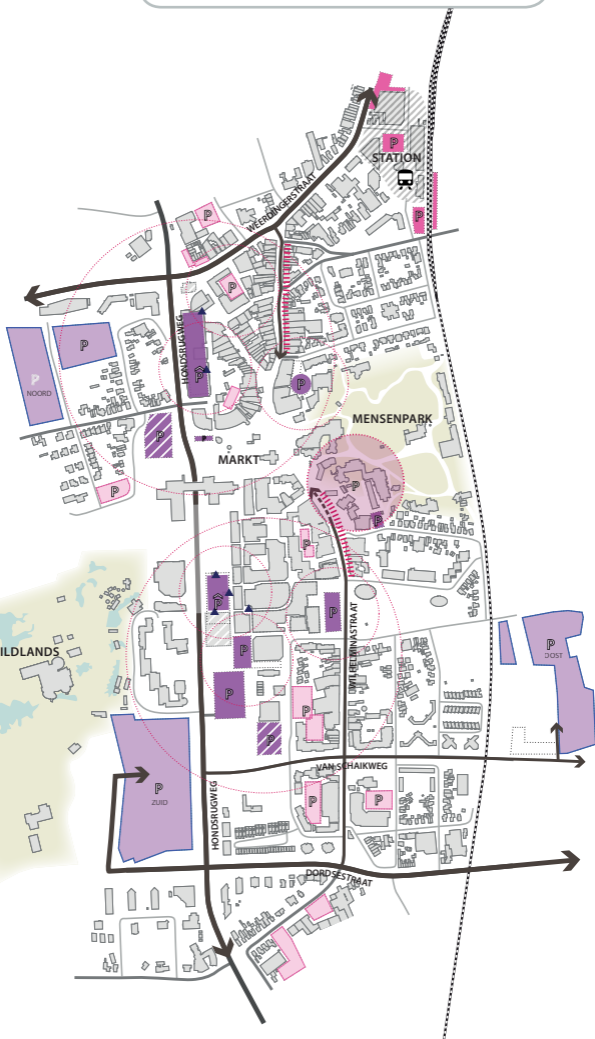 P
STATION
P
P
WEERDINGERSTRAAT
P
HONDSRUGWEG
P
P
NOORD
P
P
MENSENPARK
P
P
MARKT
P
P
P
P
P
P
P
WILHELMINASTRAAT
ILDLANDS
P
P
OOST
P
P
P
VAN SCHAIKWEG
P
ZUID
P
P
HONDSRUGWEG
DORDSESTRAAT